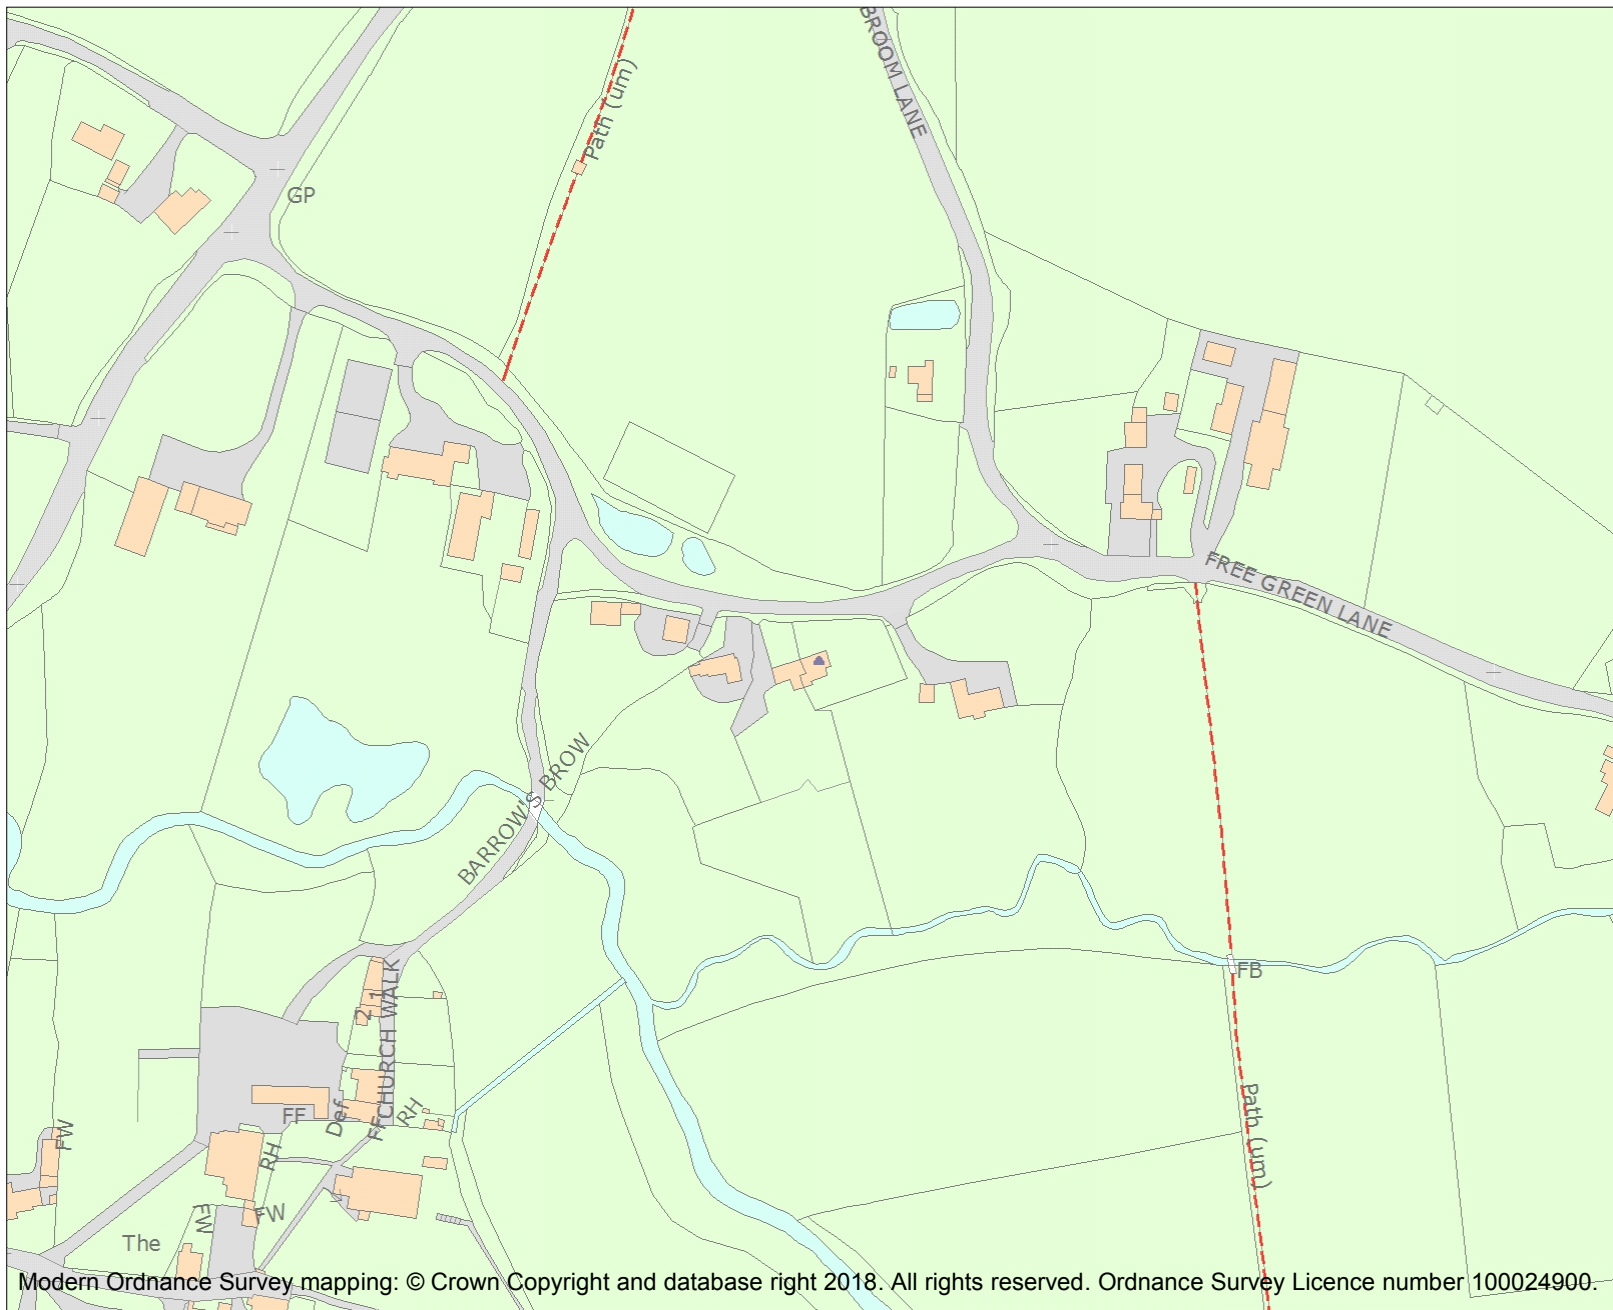 BROOM LANE
Path (um)
GP
FREE GREEN LANE
BARROW'S BROW
FB
CHURCH WALK
2
1
Path (um)
FF
Def
FF
RH
FW
RH
FW
FW
The
Modern Ordnance Survey mapping: © Crown Copyright and database right 2018. All rights reserved. Ordnance Survey Licence number 100024900.